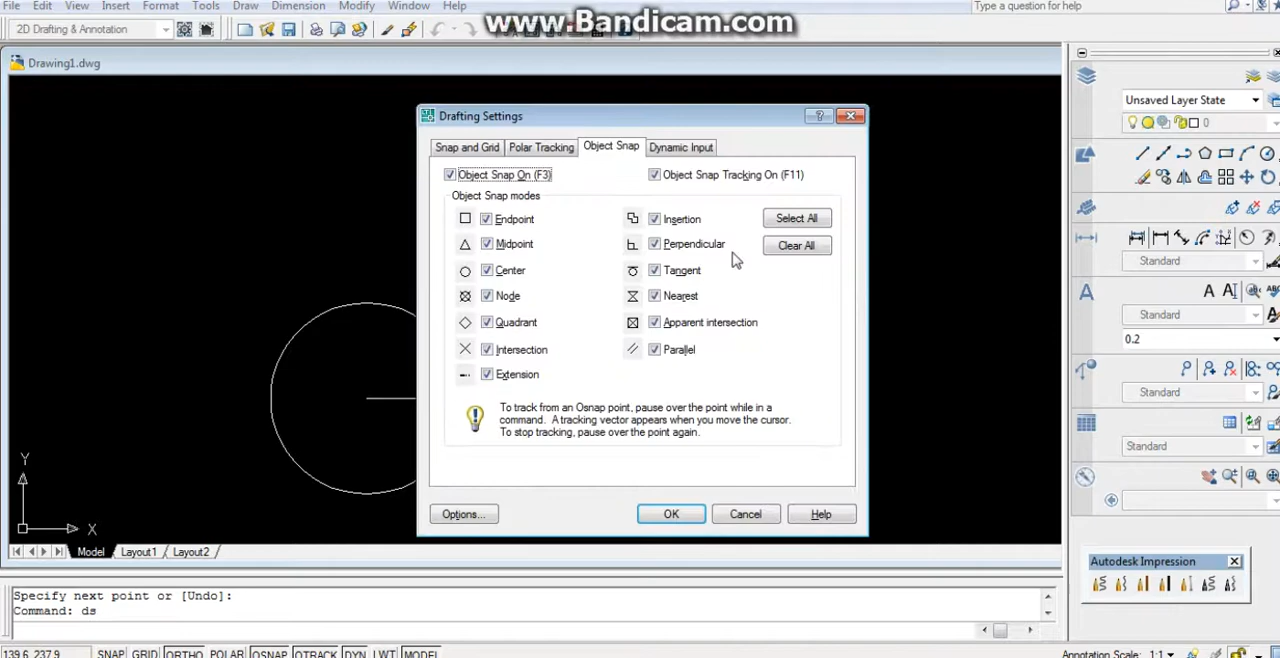 File Edit View Insert Format Tools Draw Dimension Modify Window Help
Type a question for help
www.Bandicam.com
2D Drafting & Annotation
Drawing1.dwg
Unsaved Layer State
0
Drafting Settings
Snap and Grid Polar Tracking Object Snap Dynamic Input
Object Snap On (F3) Object Snap Tracking On (F11)
Object Snap modes
Endpoint Insertion Select All
Midpoint Perpendicular Clear All
Center Tangent
Node Nearest
Quadrant Apparent intersection
Intersection Parallel
Extension
To track from an Osnap point, pause over the point while in a
command. A tracking vector appears when you move the cursor.
To stop tracking, pause over the point again.
Options... OK Cancel Help
Standard
A A A
Standard
0.2
Standard
Standard
Y
X
Model Layout1 Layout2
Autodesk Impression
Specify next point or [Undo]:
Command: ds
139.6, 237.9 SNAP GRID ORTHO POLAR OSNAP OTRACK DYN LWT MODEL
Annotation Scale: 1:1